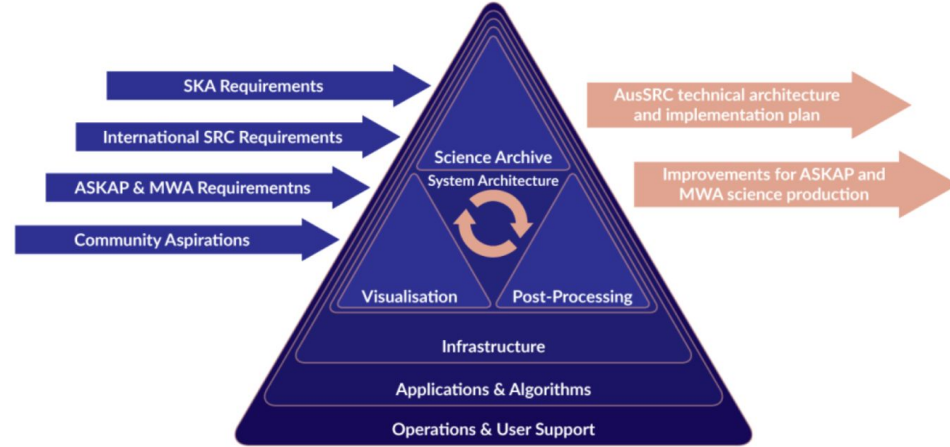 SKA Requirements
International SRC Requirements
ASKAP & MWA Requirementns
Community Aspirations
Science Archive
System Architecture
Visualisation
Post-Processing
Infrastructure
Applications & Algorithms
Operations & User Support
AusSRC technical architecture
and implementation plan
Improvements for ASKAP and
MWA science production